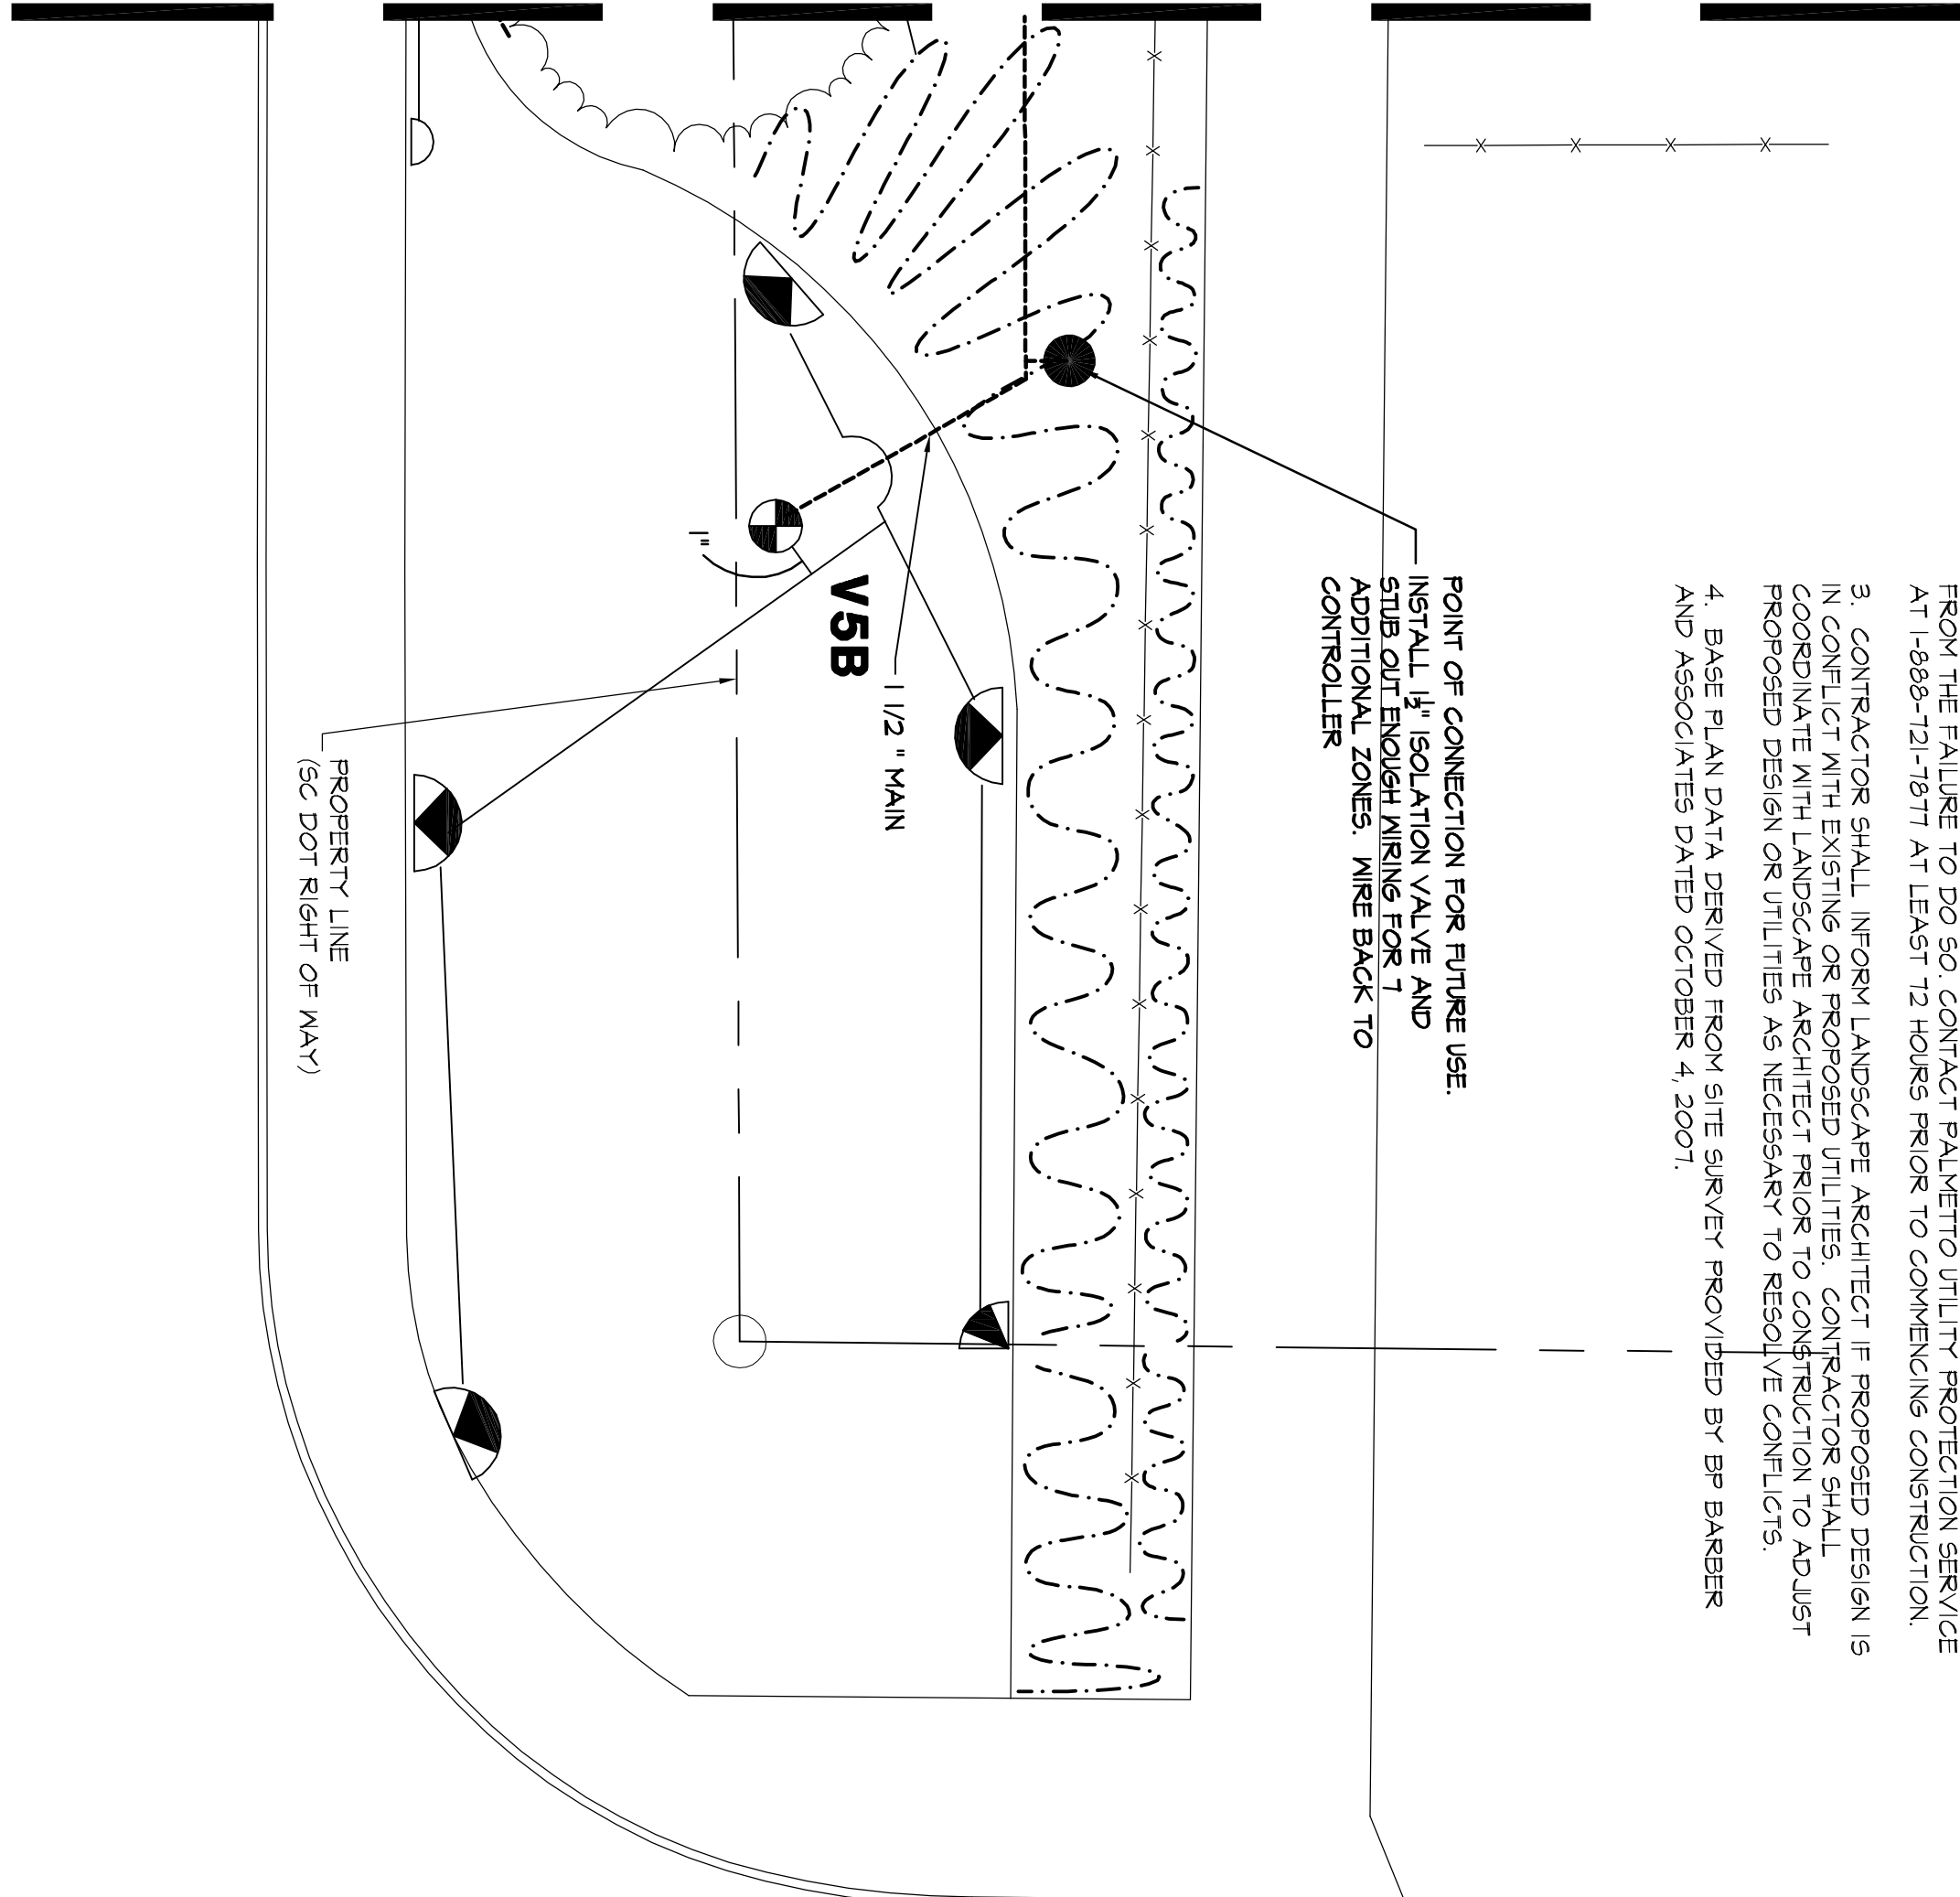 FROM THE FAILURE TO DO SO. CONTACT PALMETTO UTILITY PROTECTION SERVICE
AT 1-888-721-7877 AT LEAST 72 HOURS PRIOR TO COMMENCING CONSTRUCTION.
3. CONTRACTOR SHALL INFORM LANDSCAPE ARCHITECT IF PROPOSED DESIGN IS
IN CONFLICT WITH EXISTING OR PROPOSED UTILITIES. CONTRACTOR SHALL
COORDINATE WITH LANDSCAPE ARCHITECT PRIOR TO CONSTRUCTION TO ADJUST
PROPOSED DESIGN OR UTILITIES AS NECESSARY TO RESOLVE CONFLICTS.
4. BASE PLAN DATA DERIVED FROM SITE SURVEY PROVIDED BY BP BARBER
AND ASSOCIATES DATED OCTOBER 4, 2007.
POINT OF CONNECTION FOR FUTURE USE.
INSTALL 1½" ISOLATION VALVE AND
STUB OUT ENOUGH WIRING FOR 7
ADDITIONAL ZONES. WIRE BACK TO
CONTROLLER
1 1/2 " MAIN
V5B
1"
PROPERTY LINE
(SC DOT RIGHT OF WAY)